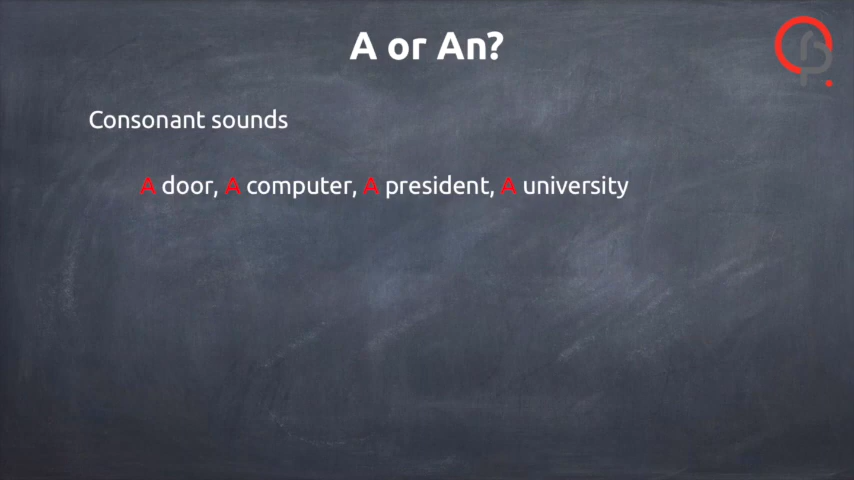 A or An?
Consonant sounds
A door, A computer, A president, A university